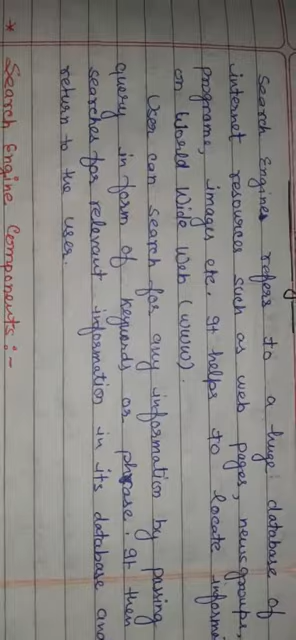 Search Engine refers to a huge database of
internet resources such as web pages, newsgroups,
programs, images etc. It helps to locate inform
on World Wide Web (WWW).
User can search for any information by passing
query in form of keywords or phrase. It then
searches for relevant information in its database and
return to the user.
* Search Engine Components:-